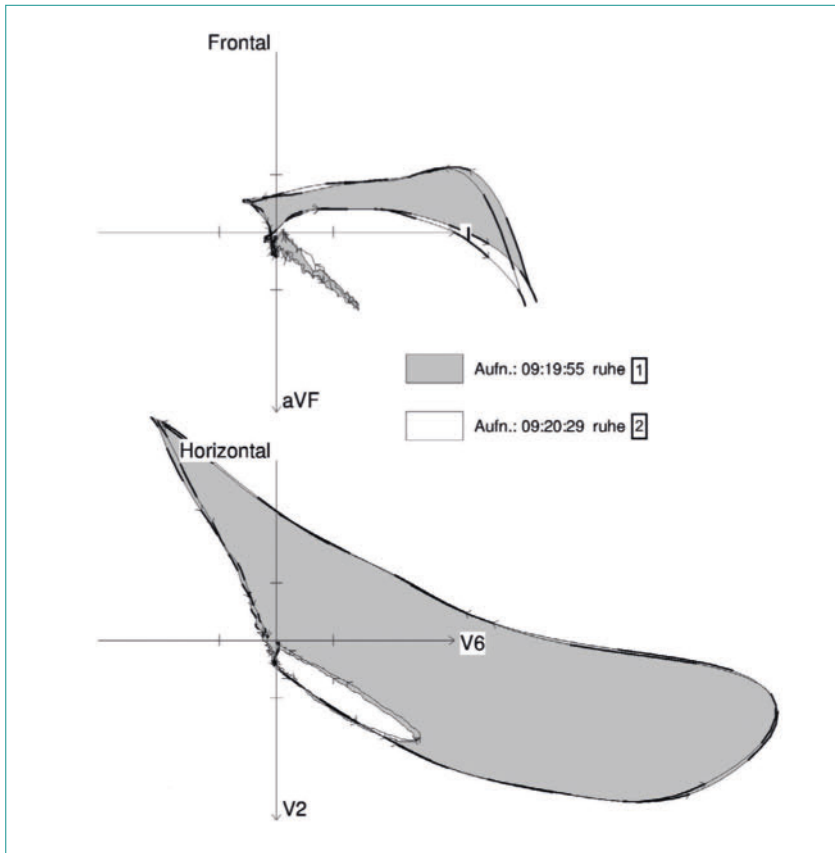 Frontal
I
Aufn.: 09:19:55 ruhe 1
aVF
Aufn.: 09:20:29 ruhe 2
Horizontal
V6
V2